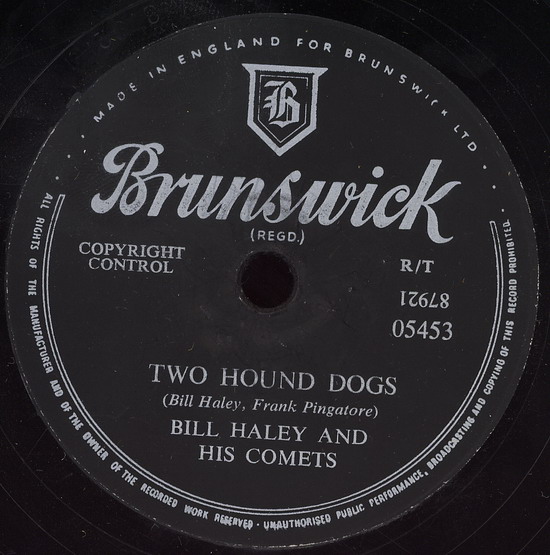 MADE IN ENGLAND FOR BRUNSWICK LTD
B
Brunswick
(REGD.)
COPYRIGHT
CONTROL
R/T
87921
05453
TWO HOUND DOGS
(Bill Haley, Frank Pingatore)
BILL HALEY AND
HIS COMETS
ALL RIGHTS OF THE MANUFACTURER AND OF THE OWNER OF THE RECORDED WORK RESERVED · UNAUTHORISED PUBLIC PERFORMANCE, BROADCASTING AND COPYING OF THIS RECORD PROHIBITED